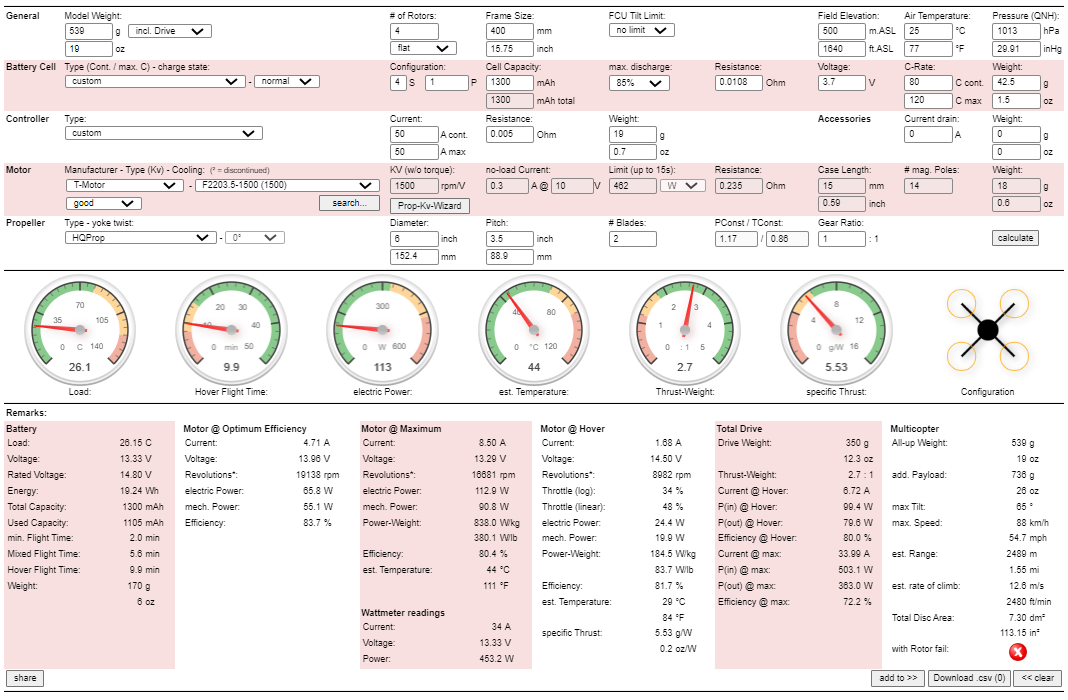 General Model Weight: # of Rotors: Frame Size: FCU Tilt Limit: Field Elevation: Air Temperature: Pressure (QNH):
539 g incl. Drive 4 400 mm no limit 500 m.ASL 25 °C 1013 hPa
19 oz flat 15.75 inch 1640 ft.ASL 77 °F 29.91 inHg
Battery Cell Type (Cont. / max. C) - charge state: Configuration: Cell Capacity: max. discharge: Resistance: Voltage: C-Rate: Weight:
custom - normal 4 S 1 P 1300 mAh 85% 0.0108 Ohm 3.7 V 80 C cont. 42.5 g
1300 mAh total 120 C max 1.5 oz
Controller Type: Current: Resistance: Weight: Accessories Current drain: Weight:
custom 50 A cont. 0.005 Ohm 19 g 0 A 0 g
50 A max 0.7 oz 0 oz
Motor Manufacturer - Type (Kv) - Cooling: (² = discontinued) KV (w/o torque): no-load Current: Limit (up to 15s): Resistance: Case Length: # mag. Poles: Weight:
T-Motor - F2203.5-1500 (1500) 1500 rpm/V 0.3 A @ 10 V 462 W 0.235 Ohm 15 mm 14 18 g
good search... Prop-Kv-Wizard 0.59 inch 0.6 oz
Propeller Type - yoke twist: Diameter: Pitch: # Blades: PConst / TConst: Gear Ratio:
HQProp - 0° 6 inch 3.5 inch 2 1.17 / 0.86 1 : 1 calculate
152.4 mm 88.9 mm
70 20 30 300 40 80 2 3 8
35 105 10 40 1 4 4 12
0 C 140 0 min 50 0 W 600 0 °C 120 0 : 1 5 0 g/W 16
26.1 9.9 113 44 2.7 5.53
Load: Hover Flight Time: electric Power: est. Temperature: Thrust-Weight: specific Thrust: Configuration
Remarks:
Battery Motor @ Optimum Efficiency Motor @ Maximum Motor @ Hover Total Drive Multicopter
Load: 26.15 C Current: 4.71 A Current: 8.50 A Current: 1.68 A Drive Weight: 350 g All-up Weight: 539 g
Voltage: 13.33 V Voltage: 13.96 V Voltage: 13.29 V Voltage: 14.50 V 12.3 oz 19 oz
Rated Voltage: 14.80 V Revolutions*: 19138 rpm Revolutions*: 16681 rpm Revolutions*: 8982 rpm Thrust-Weight: 2.7 : 1 add. Payload: 736 g
Energy: 19.24 Wh electric Power: 65.8 W electric Power: 112.9 W Throttle (log): 34 % Current @ Hover: 6.72 A 26 oz
Total Capacity: 1300 mAh mech. Power: 55.1 W mech. Power: 90.8 W Throttle (linear): 48 % P(in) @ Hover: 99.4 W max Tilt: 65 °
Used Capacity: 1105 mAh Efficiency: 83.7 % Power-Weight: 838.0 W/kg electric Power: 24.4 W P(out) @ Hover: 79.6 W max. Speed: 88 km/h
min. Flight Time: 2.0 min 380.1 W/lb mech. Power: 19.9 W Efficiency @ Hover: 80.0 % 54.7 mph
Mixed Flight Time: 5.6 min Efficiency: 80.4 % Power-Weight: 184.5 W/kg Current @ max: 33.99 A est. Range: 2489 m
Hover Flight Time: 9.9 min est. Temperature: 44 °C 83.7 W/lb P(in) @ max: 503.1 W 1.55 mi
Weight: 170 g 111 °F Efficiency: 81.7 % P(out) @ max: 363.0 W est. rate of climb: 12.6 m/s
6 oz est. Temperature: 29 °C Efficiency @ max: 72.2 % 2480 ft/min
Wattmeter readings 84 °F Total Disc Area: 7.30 dm²
Current: 34 A specific Thrust: 5.53 g/W 113.15 in²
Voltage: 13.33 V 0.2 oz/W with Rotor fail:
Power: 453.2 W
share add to >> Download .csv (0) << clear